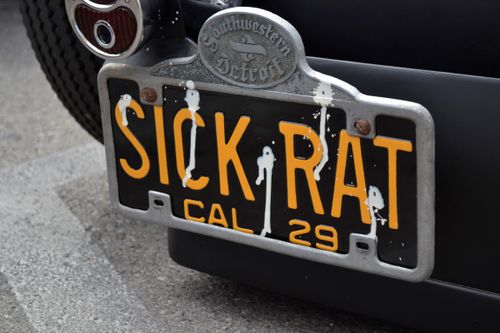 Southwestern
Detroit
SICK RAT
CAL 29